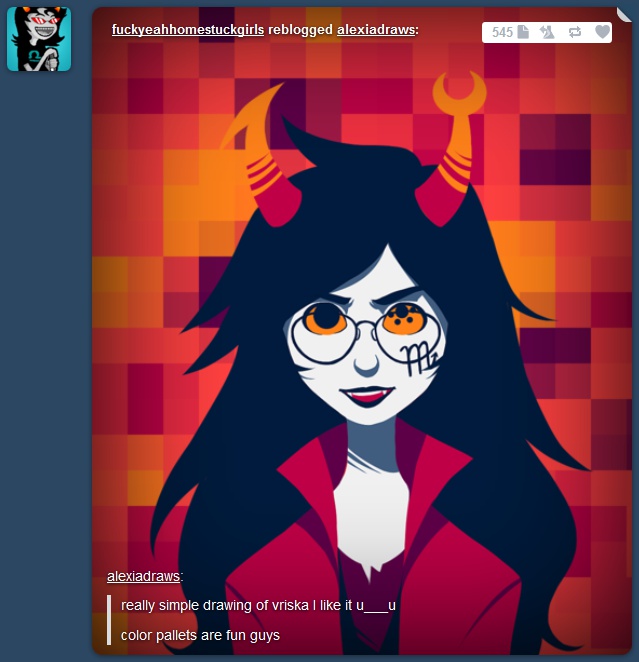 fuckyeahhomestuckgirls reblogged alexiadraws:
545
alexiadraws:
really simple drawing of vriska I like it u___u
color pallets are fun guys